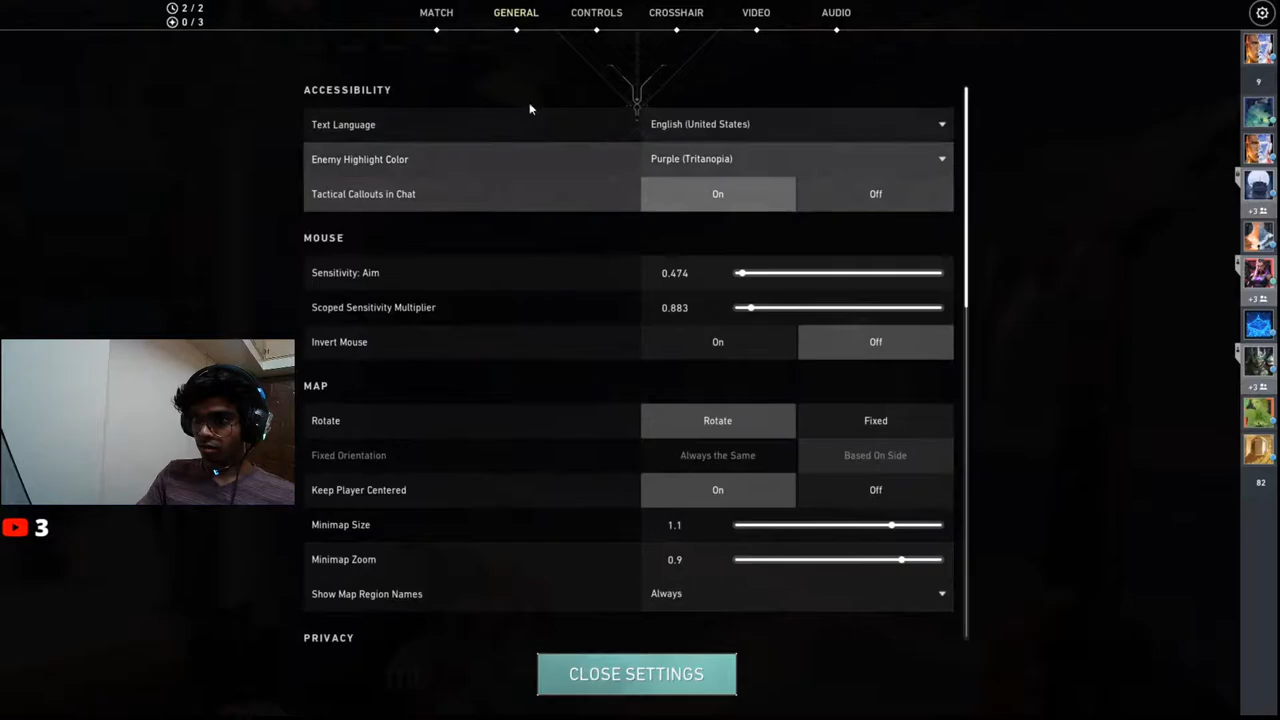 2 / 2
0 / 3
MATCH GENERAL CONTROLS CROSSHAIR VIDEO AUDIO
ACCESSIBILITY
Text Language English (United States)
Enemy Highlight Color Purple (Tritanopia)
Tactical Callouts in Chat On Off
MOUSE
Sensitivity: Aim 0.474
Scoped Sensitivity Multiplier 0.883
Invert Mouse On Off
MAP
Rotate Rotate Fixed
Fixed Orientation Always the Same Based On Side
Keep Player Centered On Off
Minimap Size 1.1
Minimap Zoom 0.9
Show Map Region Names Always
PRIVACY
CLOSE SETTINGS
3
9
+3
+3
+3
82